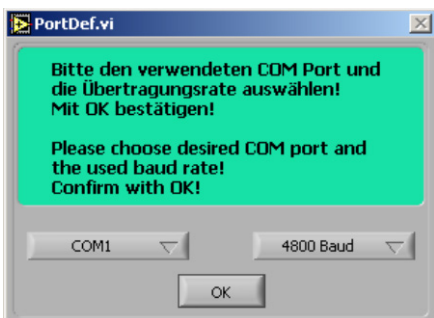 PortDef.vi
Bitte den verwendeten COM Port und
die Übertragungsrate auswählen!
Mit OK bestätigen!
Please choose desired COM port and
the used baud rate!
Confirm with OK!
COM1
4800 Baud
OK